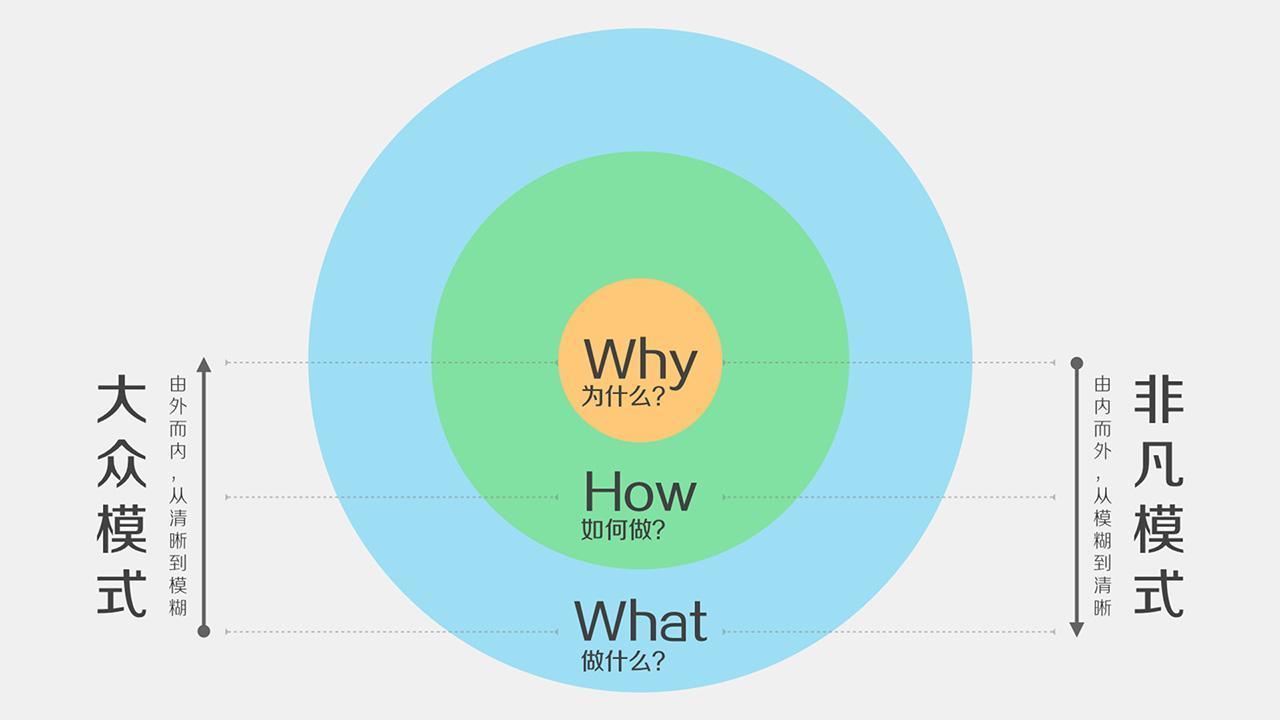 大众模式
由外而内，从清晰到模糊
Why
为什么？
How
如何做？
What
做什么？
由内而外，从模糊到清晰
非凡模式